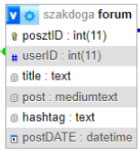 v szakdoga forum
posztID : int(11)
# userID : int(11)
title : text
post : mediumtext
hashtag : text
postDATE : datetime